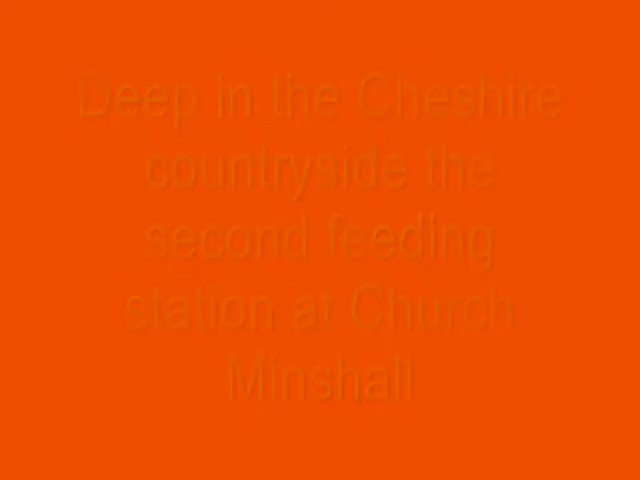 Deep in the Cheshire
countryside the
second feeding
station at Church
Minshall